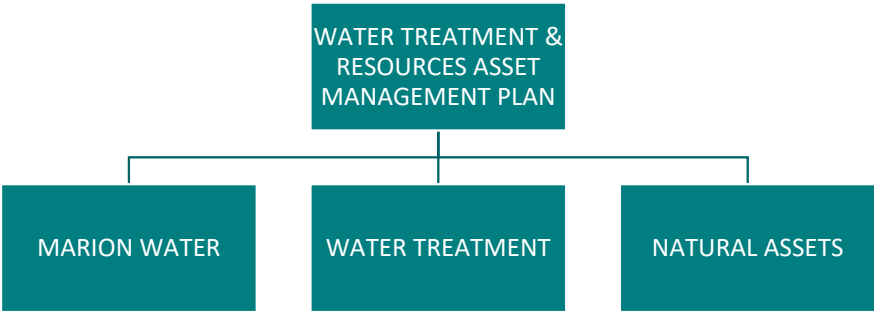 WATER TREATMENT &
RESOURCES ASSET
MANAGEMENT PLAN
MARION WATER
WATER TREATMENT
NATURAL ASSETS